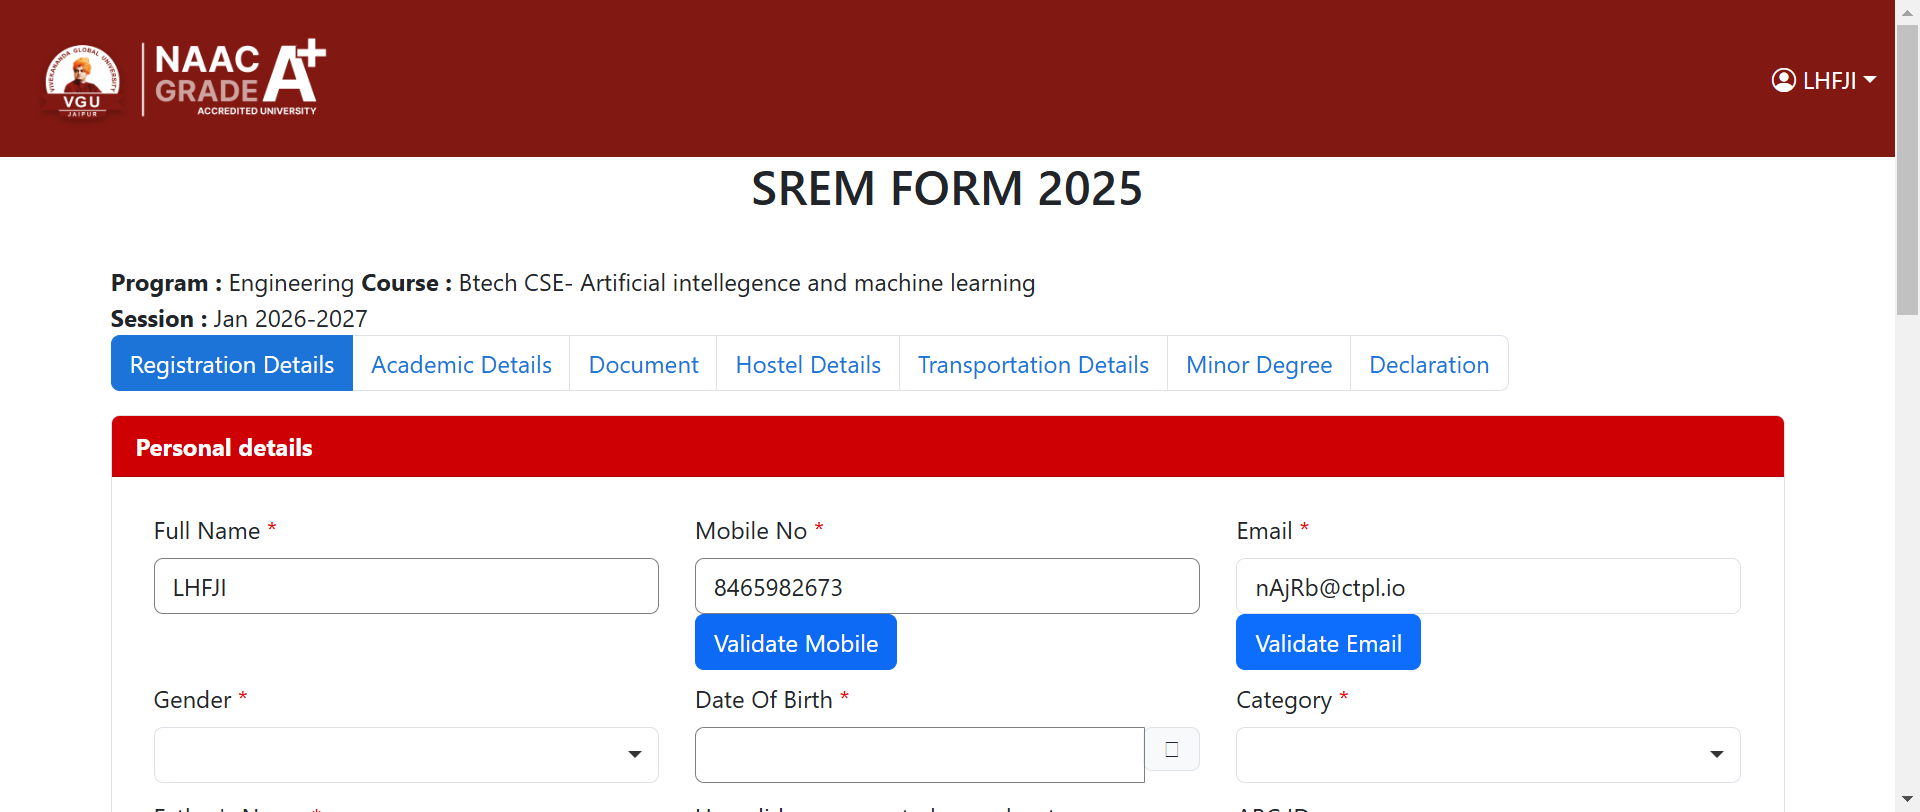 VIVEKANANDA GLOBAL UNIVERSITY
VGU
JAIPUR
NAAC
GRADE A+
ACCREDITED UNIVERSITY
LHFJI
SREM FORM 2025
Program : Engineering Course : Btech CSE- Artificial intellegence and machine learning
Session : Jan 2026-2027
Registration Details Academic Details Document Hostel Details Transportation Details Minor Degree Declaration
Personal details
Full Name * Mobile No * Email *
LHFJI 8465982673 nAjRb@ctpl.io
Validate Mobile Validate Email
Gender * Date Of Birth * Category *